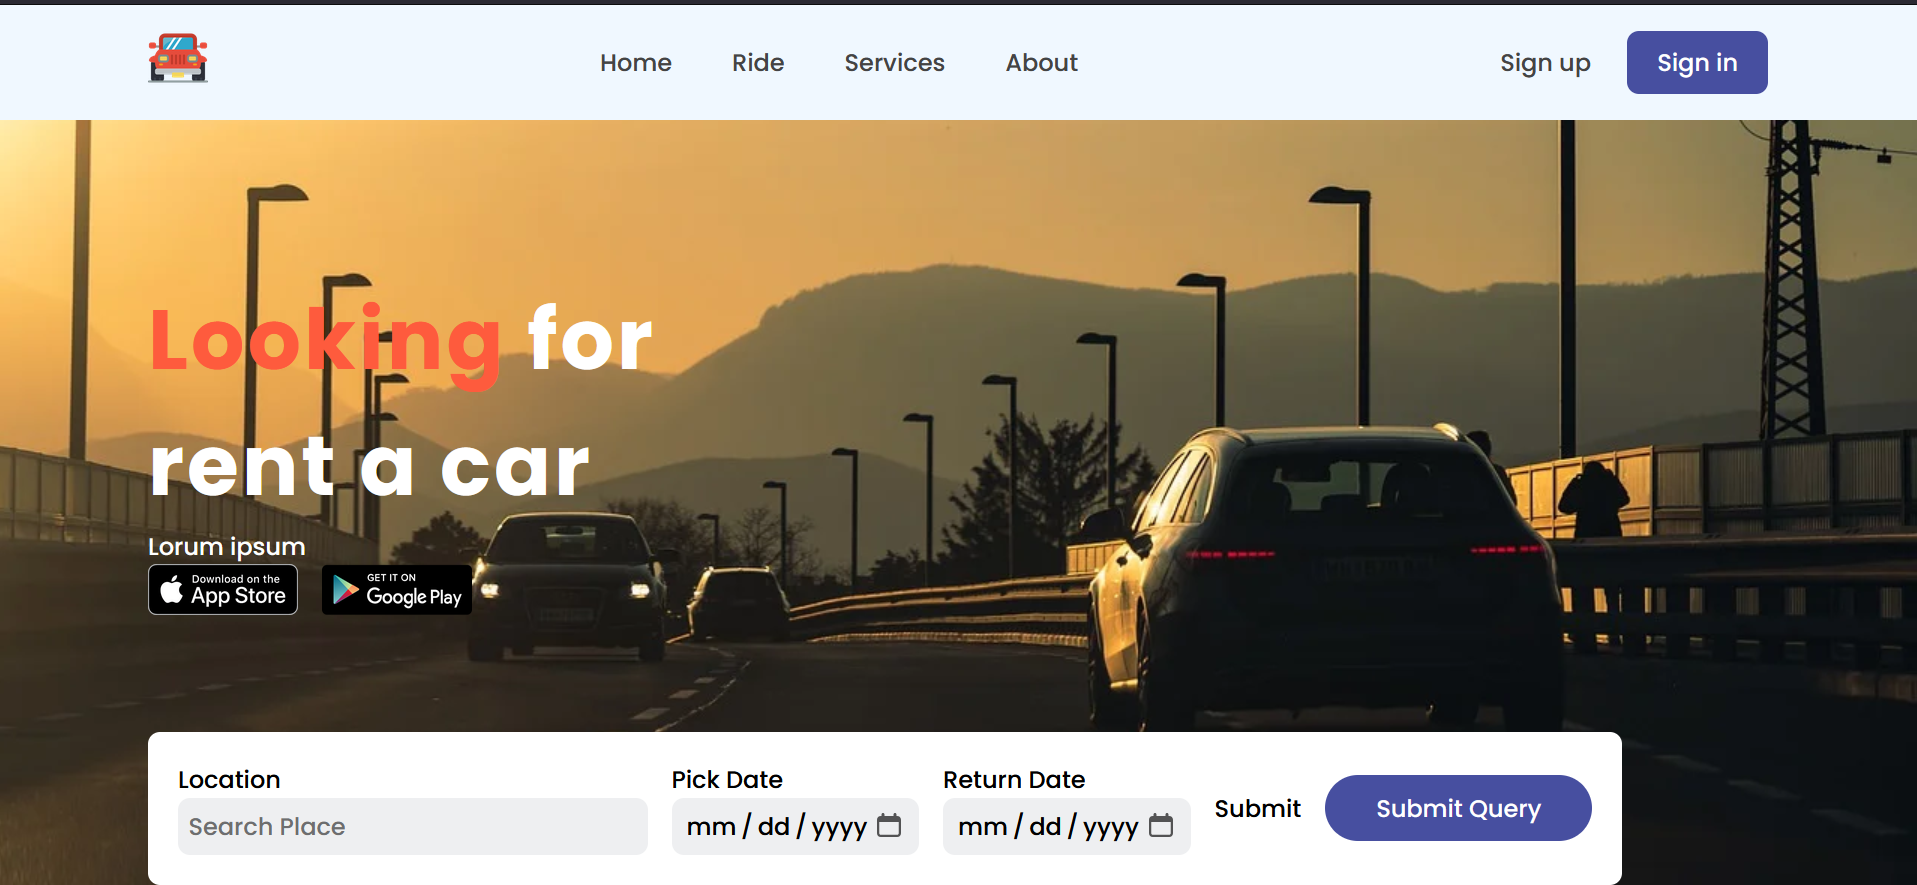 Home Ride Services About Sign up Sign in
Looking for
rent a car
Lorum ipsum
Download on the
App Store
GET IT ON
Google Play
Location
Search Place
Pick Date
mm / dd / yyyy
Return Date
mm / dd / yyyy
Submit
Submit Query